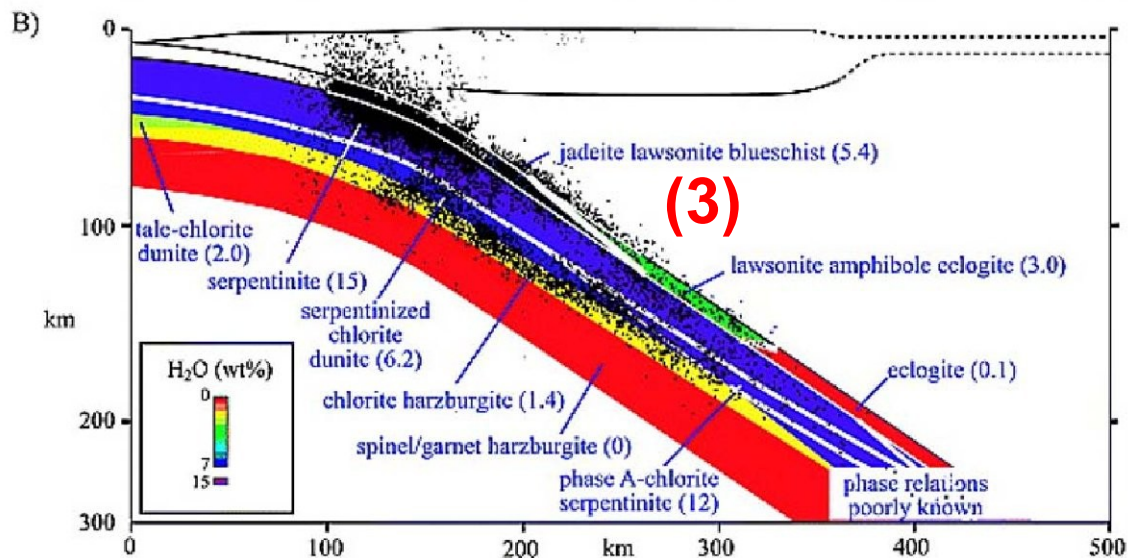 B)
0
100
km
200
300
jadeite lawsonite blueschist (5.4)
(3)
talc-chlorite
dunite (2.0)
serpentinite (15)
lawsonite amphibole eclogite (3.0)
serpentinized
chlorite
dunite (6.2)
eclogite (0.1)
chlorite harzburgite (1.4)
spinel/garnet harzburgite (0)
phase A-chlorite
serpentinite (12)
phase relations
poorly known
H₂O (wt%)
0
7
15
0
100
200
km
300
400
500